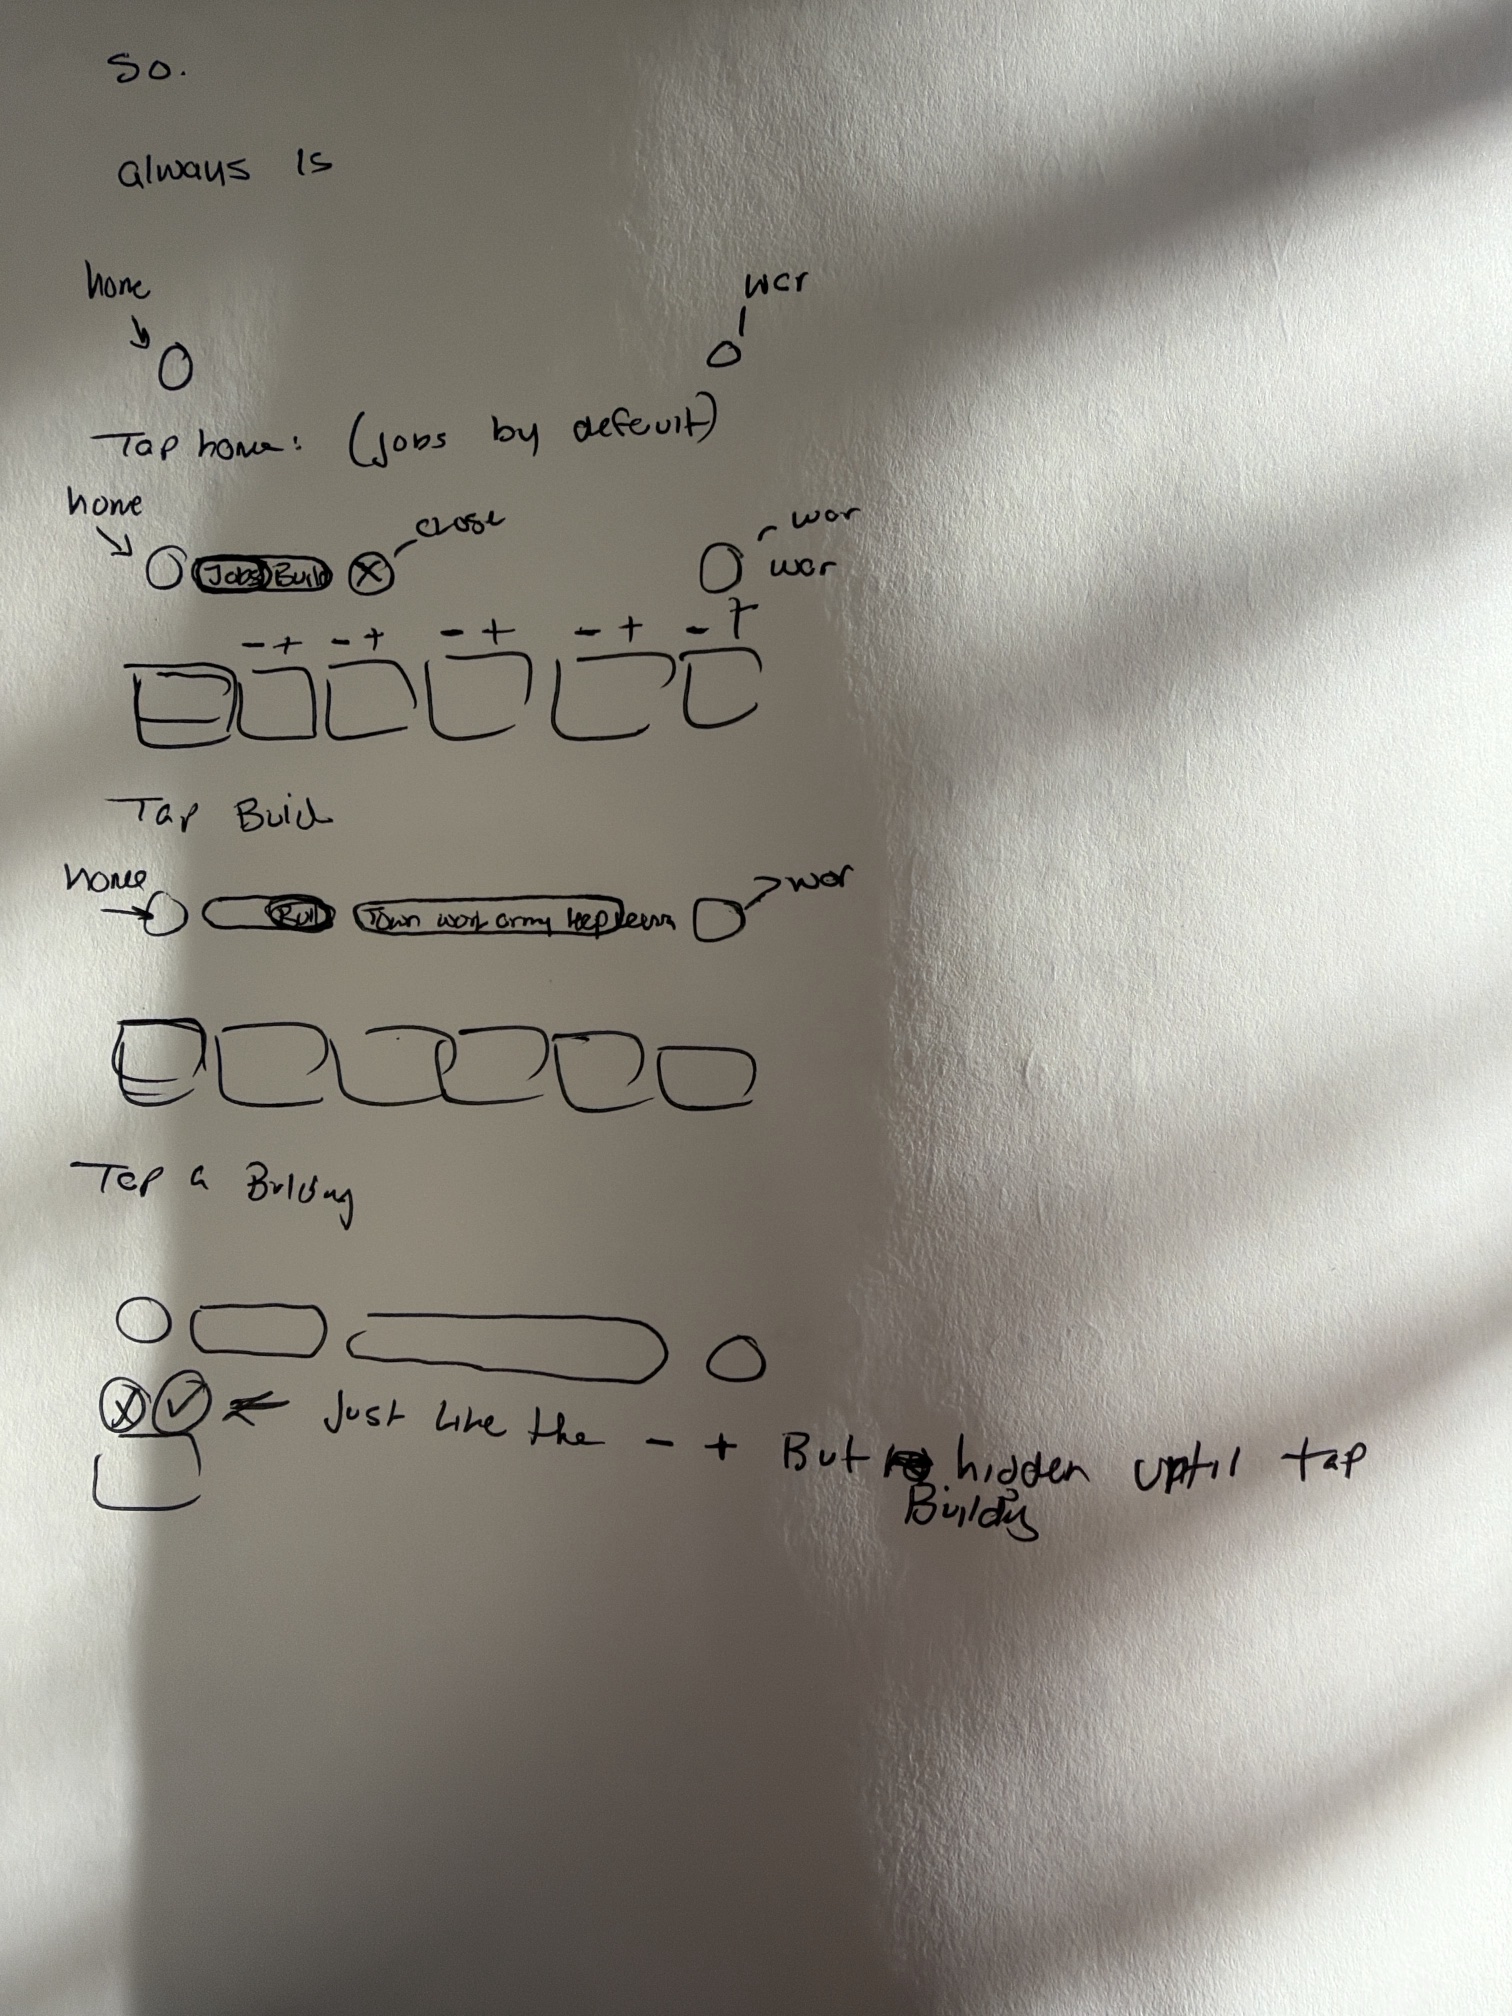 So.
always is
home
war
Tap home: (jobs by default)
home
close
war
Jobs Build
war
- + - + - + - + - +
Tap Build
home
war
Build
Town work army keep
Tap a Building
Just like the - + But hidden until tap
Building